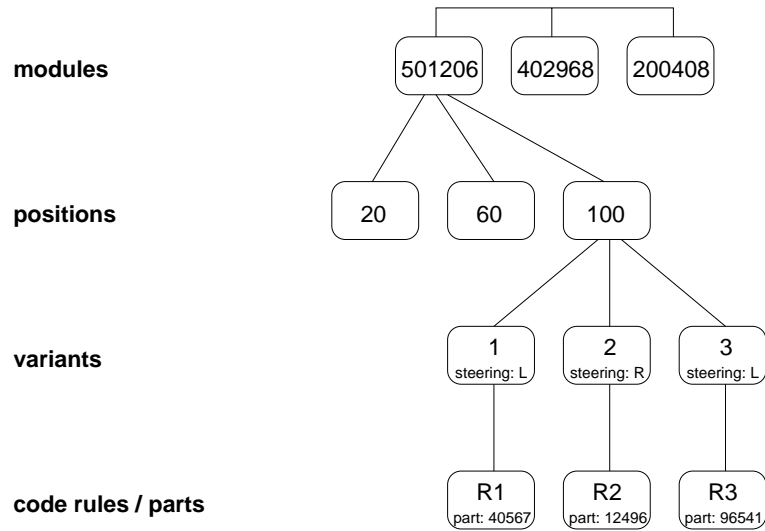 modules
501206 402968 200408
positions
20 60 100
variants
1 2 3
steering: L steering: R steering: L
code rules / parts
R1 R2 R3
part: 40567 part: 12496 part: 96541